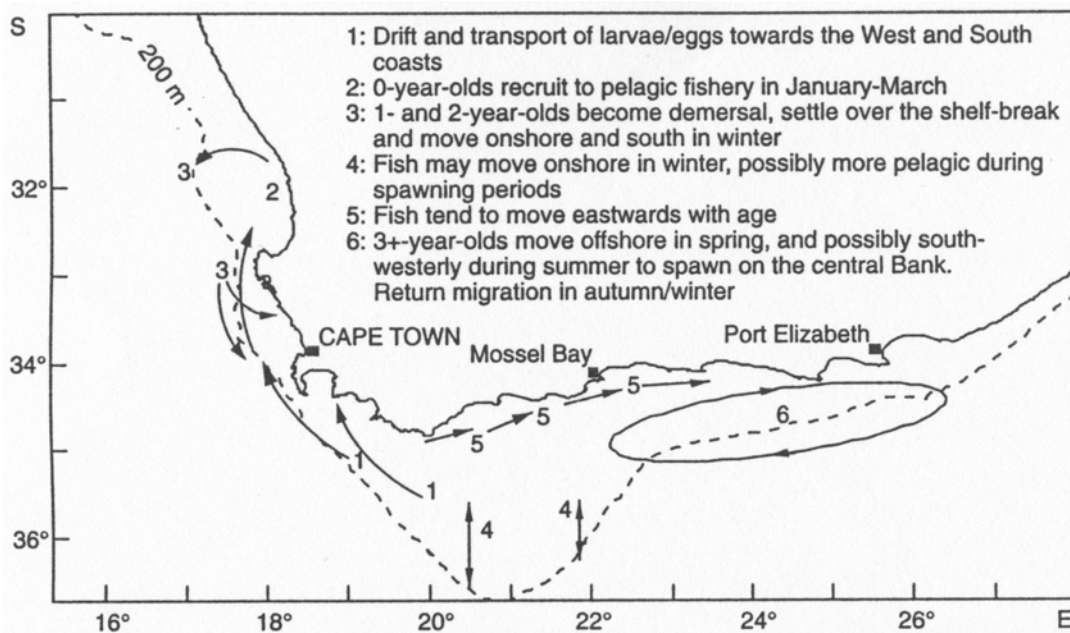 S
200 m
1: Drift and transport of larvae/eggs towards the West and South
coasts
2: 0-year-olds recruit to pelagic fishery in January-March
3: 1- and 2-year-olds become demersal, settle over the shelf-break
and move onshore and south in winter
4: Fish may move onshore in winter, possibly more pelagic during
spawning periods
5: Fish tend to move eastwards with age
6: 3+-year-olds move offshore in spring, and possibly south-
westerly during summer to spawn on the central Bank.
Return migration in autumn/winter
32°
3
2
3
CAPE TOWN
Mossel Bay
Port Elizabeth
34°
5
5
5
6
1
1
4
4
36°
16°
18°
20°
22°
24°
26°
E